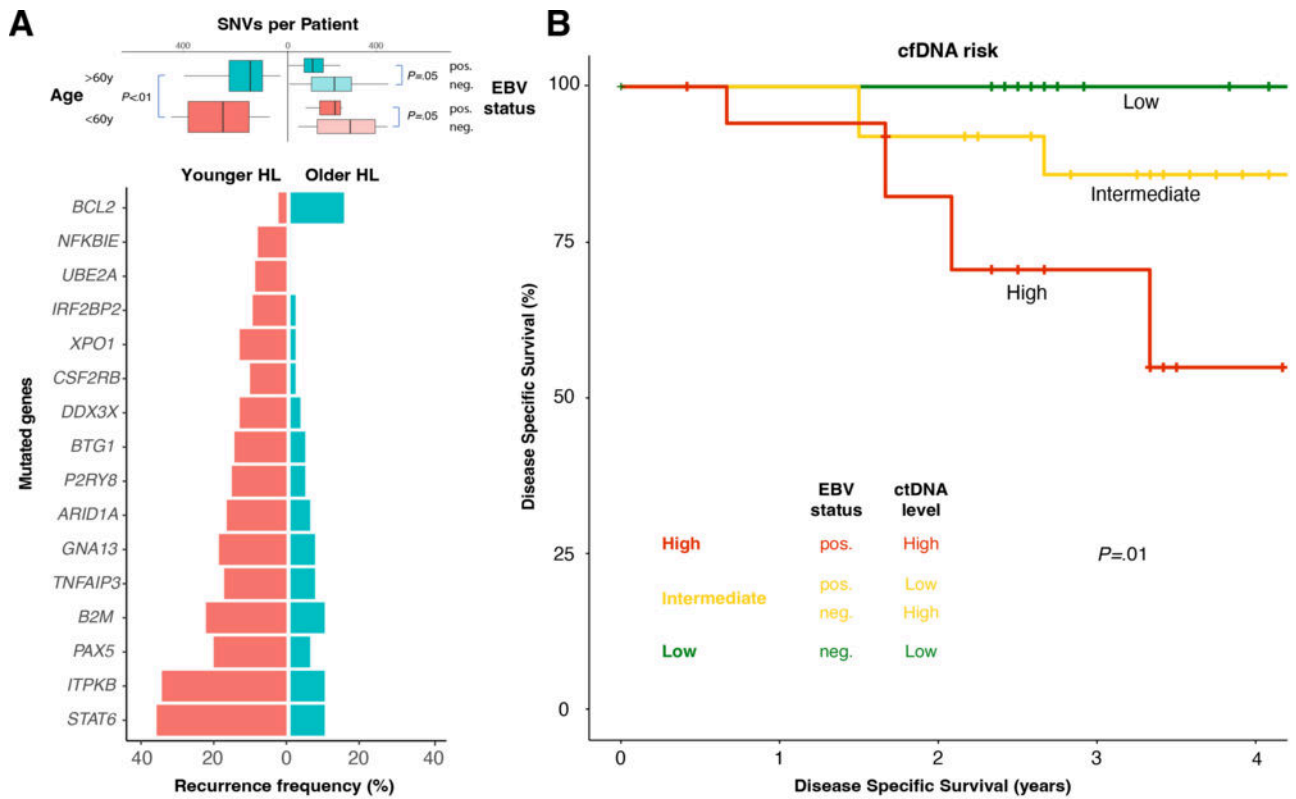 A
SNVs per Patient
400 0 400
Age
>60y
<60y
P<.01
pos.
neg.
pos.
neg.
P=.05
P=.05
EBV
status
Younger HL Older HL
Mutated genes
BCL2
NFKBIE
UBE2A
IRF2BP2
XPO1
CSF2RB
DDX3X
BTG1
P2RY8
ARID1A
GNA13
TNFAIP3
B2M
PAX5
ITPKB
STAT6
40 20 0 20 40
Recurrence frequency (%)
B
cfDNA risk
Disease Specific Survival (%)
100
75
50
25
0
Low
Intermediate
High
EBV status ctDNA level
High pos. High
Intermediate pos. Low
neg. High
Low neg. Low
P=.01
0 1 2 3 4
Disease Specific Survival (years)